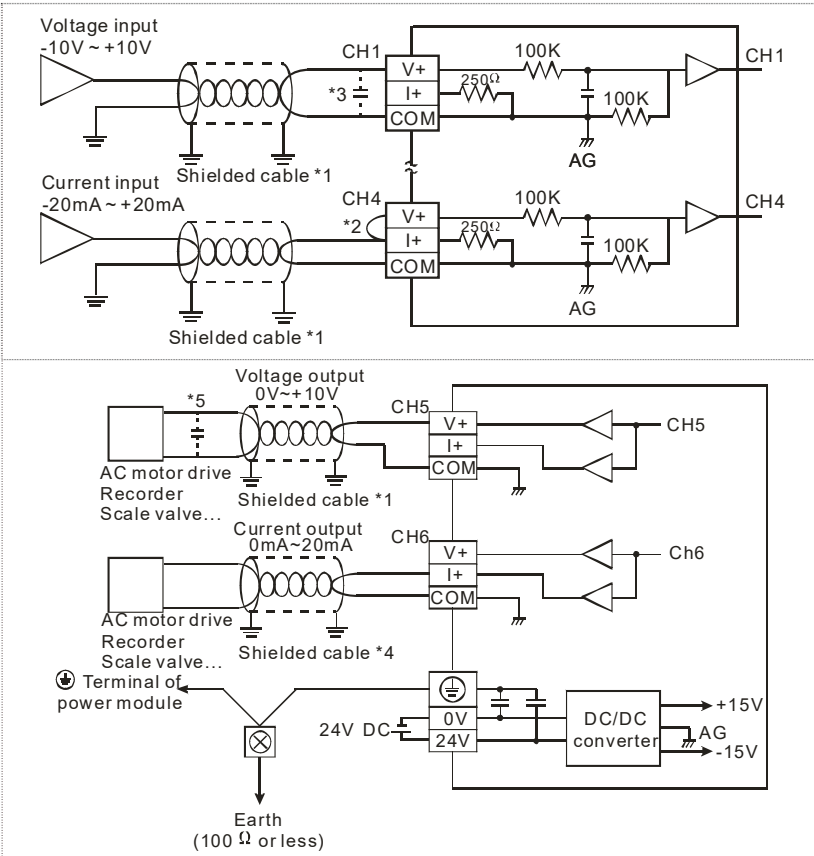 Voltage input
-10V ~ +10V
CH1
V+
I+
COM
*3
100K
250Ω
100K
AG
CH1
Shielded cable *1
Current input
-20mA ~ +20mA
CH4
*2
V+
I+
COM
100K
250Ω
100K
AG
CH4
Shielded cable *1
Voltage output
0V~+10V
*5
CH5
V+
I+
COM
CH5
AC motor drive
Recorder
Scale valve...
Shielded cable *1
Current output
0mA~20mA
CH6
V+
I+
COM
Ch6
AC motor drive
Recorder
Scale valve...
Shielded cable *4
Terminal of
power module
24V DC
0V
24V
DC/DC
converter
+15V
AG
-15V
Earth
(100 Ω or less)